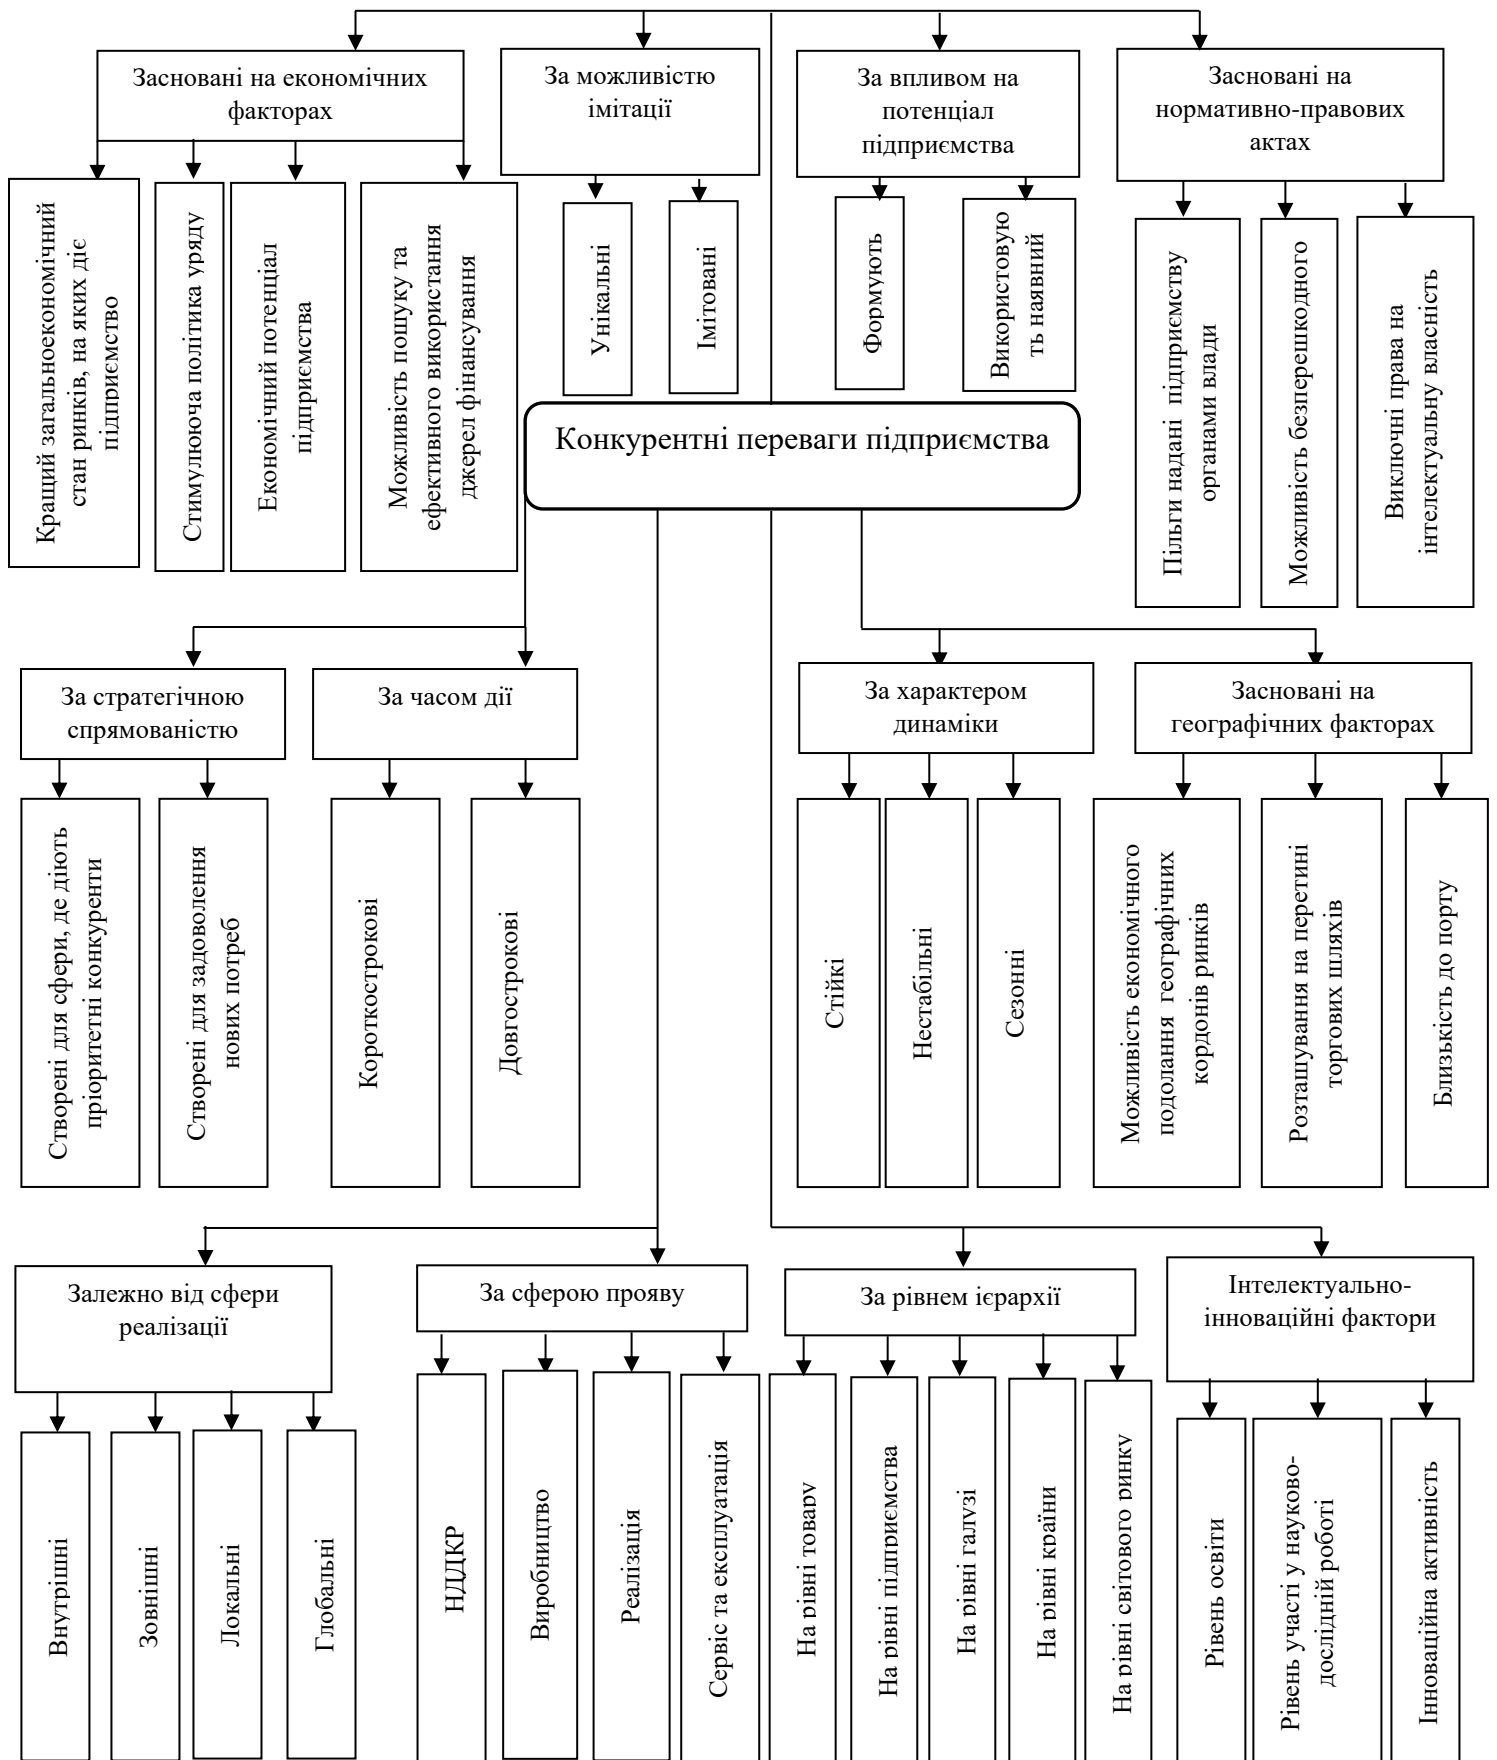 Засновані на економічних
факторах
За можливістю
імітації
За впливом на
потенціал
підприємства
Засновані на
нормативно-правових
актах
Кращий загальноекономічний
стан ринків, на яких діє
підприємство
Стимулююча політика уряду
Економічний потенціал
підприємства
Можливість пошуку та
ефективного використання
джерел фінансування
Унікальні
Імітовані
Формують
Використовую
ть наявний
Пільги надані підприємству
органами влади
Можливість безперешкодного
Виключні права на
інтелектуальну власність
Конкурентні переваги підприємства
За стратегічною
спрямованістю
За часом дії
За характером
динаміки
Засновані на
географічних факторах
Створені для сфери, де діють
пріоритетні конкуренти
Створені для задоволення
нових потреб
Короткострокові
Довгострокові
Стійкі
Нестабільні
Сезонні
Можливість економічного
подолання географічних
кордонів ринків
Розташування на перетині
торгових шляхів
Близькість до порту
Залежно від сфери
реалізації
За сферою прояву
За рівнем ієрархії
Інтелектуально-
інноваційні фактори
Внутрішні
Зовнішні
Локальні
Глобальні
НДДКР
Виробництво
Реалізація
Сервіс та експлуатація
На рівні товару
На рівні підприємства
На рівні галузі
На рівні країни
На рівні світового ринку
Рівень освіти
Рівень участі у науково-
дослідній роботі
Інноваційна активність